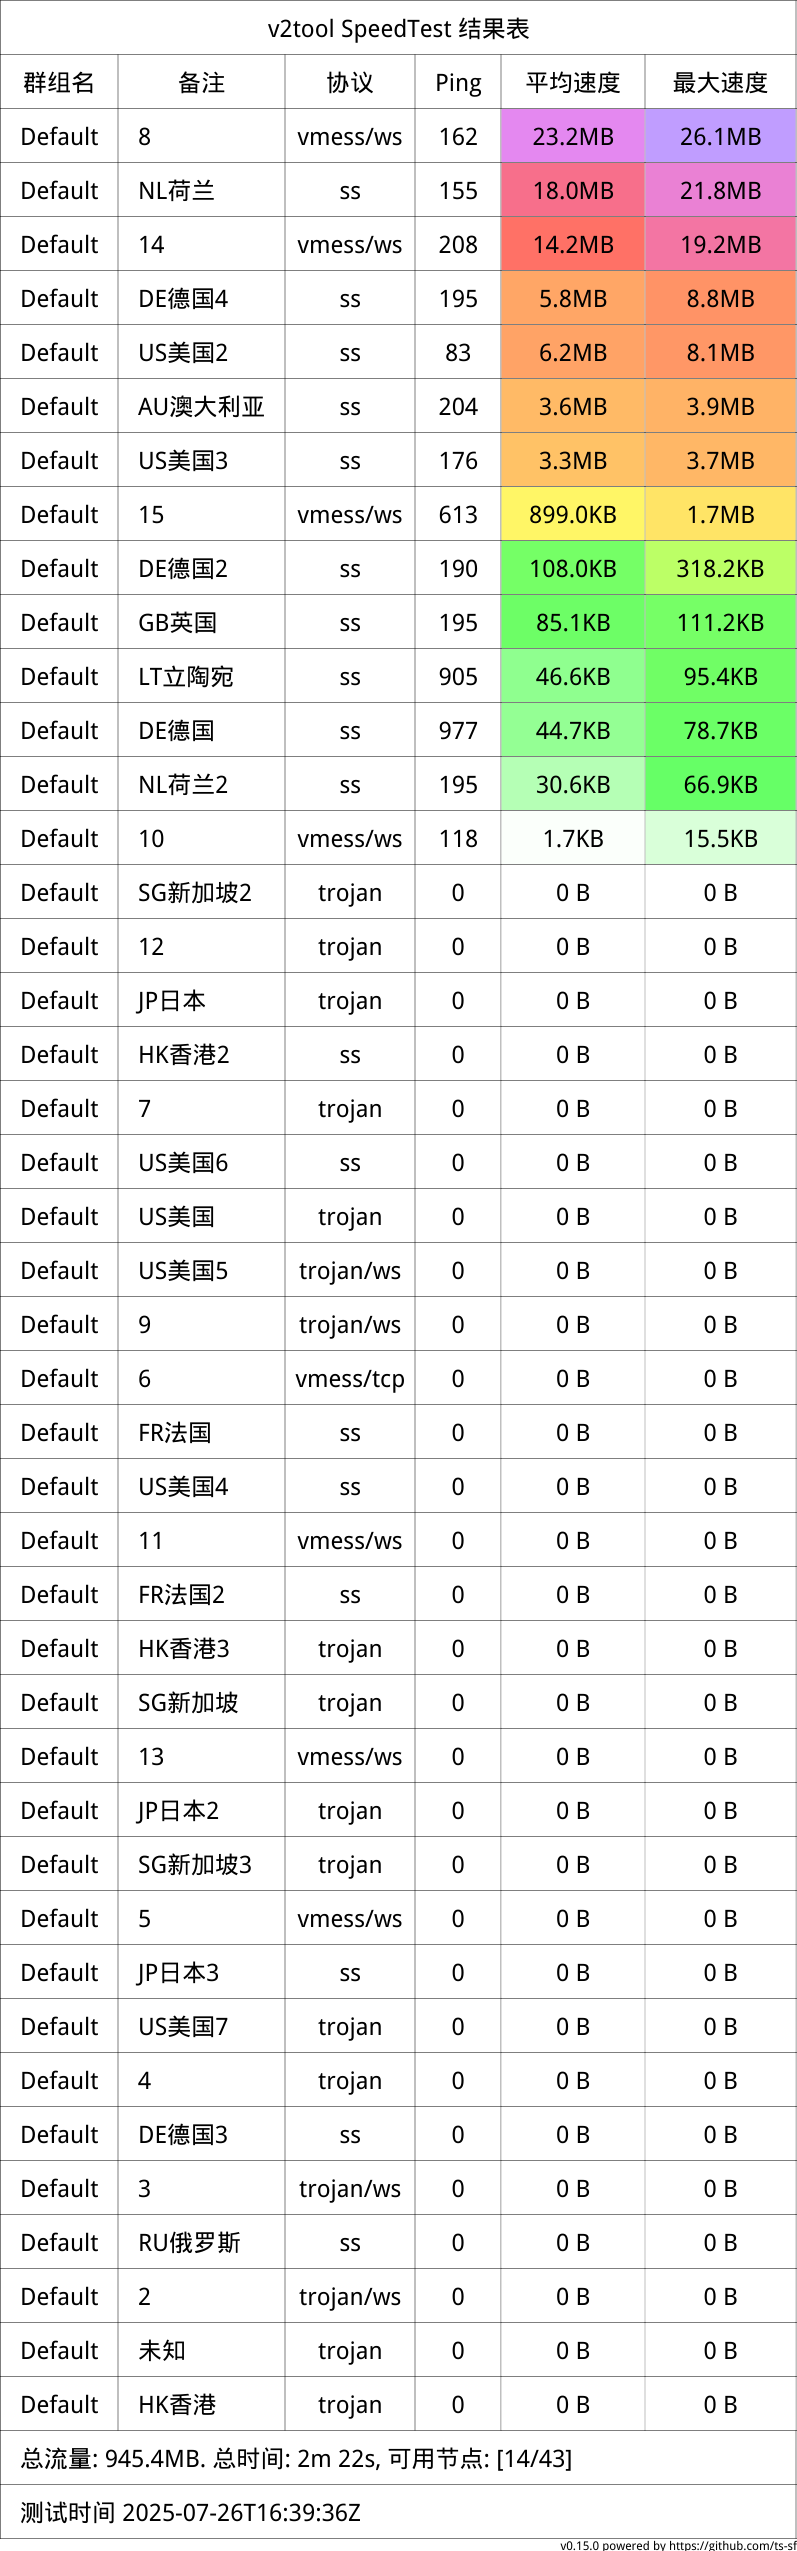 v2tool SpeedTest 结果表
群组名 备注 协议 Ping 平均速度 最大速度
Default 8 vmess/ws 162 23.2MB 26.1MB
Default NL荷兰 ss 155 18.0MB 21.8MB
Default 14 vmess/ws 208 14.2MB 19.2MB
Default DE德国4 ss 195 5.8MB 8.8MB
Default US美国2 ss 83 6.2MB 8.1MB
Default AU澳大利亚 ss 204 3.6MB 3.9MB
Default US美国3 ss 176 3.3MB 3.7MB
Default 15 vmess/ws 613 899.0KB 1.7MB
Default DE德国2 ss 190 108.0KB 318.2KB
Default GB英国 ss 195 85.1KB 111.2KB
Default LT立陶宛 ss 905 46.6KB 95.4KB
Default DE德国 ss 977 44.7KB 78.7KB
Default NL荷兰2 ss 195 30.6KB 66.9KB
Default 10 vmess/ws 118 1.7KB 15.5KB
Default SG新加坡2 trojan 0 0 B 0 B
Default 12 trojan 0 0 B 0 B
Default JP日本 trojan 0 0 B 0 B
Default HK香港2 ss 0 0 B 0 B
Default 7 trojan 0 0 B 0 B
Default US美国6 ss 0 0 B 0 B
Default US美国 trojan 0 0 B 0 B
Default US美国5 trojan/ws 0 0 B 0 B
Default 9 trojan/ws 0 0 B 0 B
Default 6 vmess/tcp 0 0 B 0 B
Default FR法国 ss 0 0 B 0 B
Default US美国4 ss 0 0 B 0 B
Default 11 vmess/ws 0 0 B 0 B
Default FR法国2 ss 0 0 B 0 B
Default HK香港3 trojan 0 0 B 0 B
Default SG新加坡 trojan 0 0 B 0 B
Default 13 vmess/ws 0 0 B 0 B
Default JP日本2 trojan 0 0 B 0 B
Default SG新加坡3 trojan 0 0 B 0 B
Default 5 vmess/ws 0 0 B 0 B
Default JP日本3 ss 0 0 B 0 B
Default US美国7 trojan 0 0 B 0 B
Default 4 trojan 0 0 B 0 B
Default DE德国3 ss 0 0 B 0 B
Default 3 trojan/ws 0 0 B 0 B
Default RU俄罗斯 ss 0 0 B 0 B
Default 2 trojan/ws 0 0 B 0 B
Default 未知 trojan 0 0 B 0 B
Default HK香港 trojan 0 0 B 0 B
总流量: 945.4MB. 总时间: 2m 22s, 可用节点: [14/43]
测试时间 2025-07-26T16:39:36Z
v0.15.0 powered by https://github.com/ts-sf